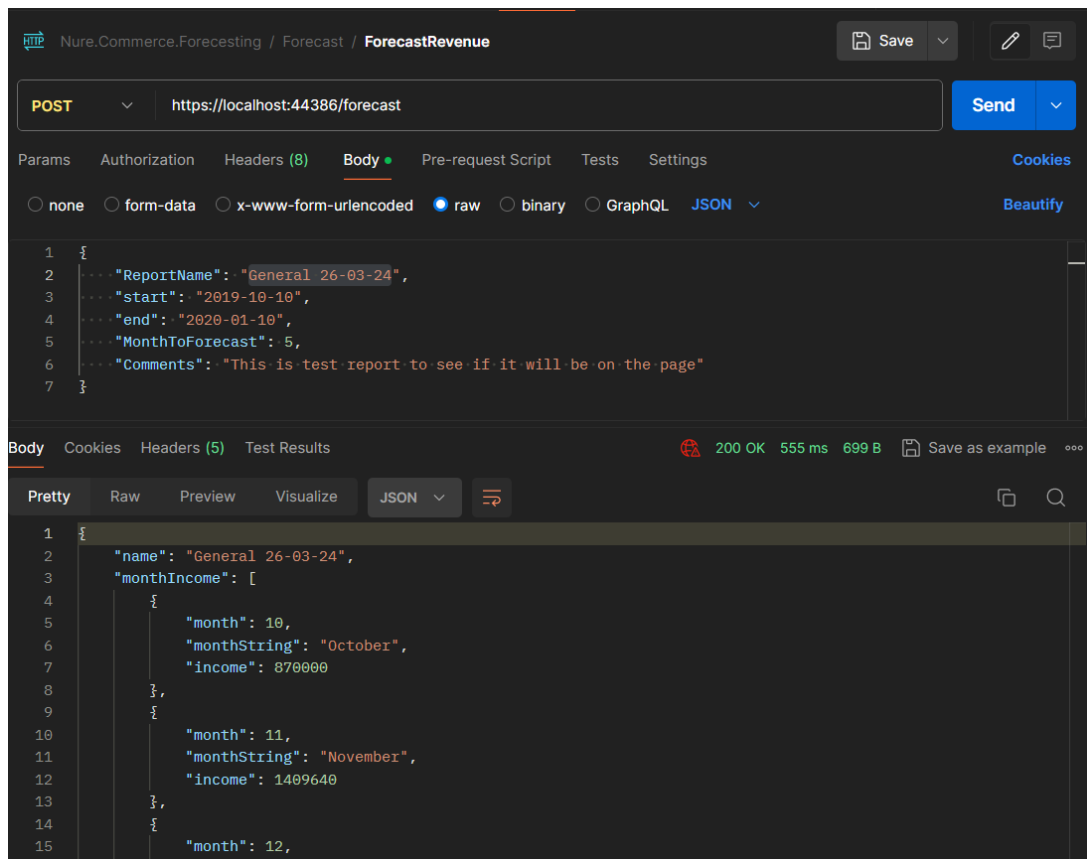 HTTP Nure.Commerce.Forecesting / Forecast / ForecastRevenue Save
POST https://localhost:44386/forecast Send
Params Authorization Headers (8) Body Pre-request Script Tests Settings Cookies
none form-data x-www-form-urlencoded raw binary GraphQL JSON Beautify
1 {
2 "ReportName": "General 26-03-24",
3 "start": "2019-10-10",
4 "end": "2020-01-10",
5 "MonthToForecast": 5,
6 "Comments": "This is test report to see if it will be on the page"
7 }
Body Cookies Headers (5) Test Results 200 OK 555 ms 699 B Save as example
Pretty Raw Preview Visualize JSON
1 {
2 "name": "General 26-03-24",
3 "monthIncome": [
4 {
5 "month": 10,
6 "monthString": "October",
7 "income": 870000
8 },
9 {
10 "month": 11,
11 "monthString": "November",
12 "income": 1409640
13 },
14 {
15 "month": 12,